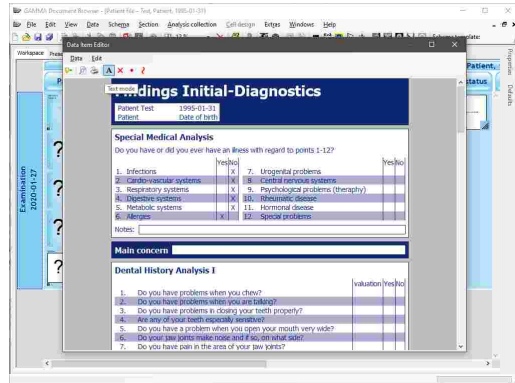 GAMMA Document Browser - [Patient file - Test, Patient, 1995-01-31]
File Edit View Data Schema Section Analysis collection Cell design Extras Windows Help
Workspace
Data Item Editor
Data Edit
Text mode
Findings Initial-Diagnostics
Patient Test 1995-01-31
Patient Date of birth
Special Medical Analysis
Do you have or did you ever have an illness with regard to points 1-12?
Yes No Yes No
1. Infections X 7. Urogenital problems
2. Cardio-vascular systems X 8. Central nervous systems
3. Respiratory systems X 9. Psychological problems (theraphy)
4. Digestive systems X 10. Rheumatic disease
5. Metabolic systems X 11. Hormonal disease
6. Allergies X 12 Special problems
Notes:
Main concern
Dental History Analysis I
valuation Yes No
1. Do you have problems when you chew?
2. Do you have problems when you are talking?
3. Do you have problems in closing your teeth properly?
4. Are any of your teeth especially sensitive?
5. Do you have a problem when you open your mouth very wide?
6. Do your jaw joints make noise and if so, on what side?
7. Do you have pain in the area of your jaw joints?
Examination
2020-01-27
?
?
?
?
Patient,
status
Properties
Defaults